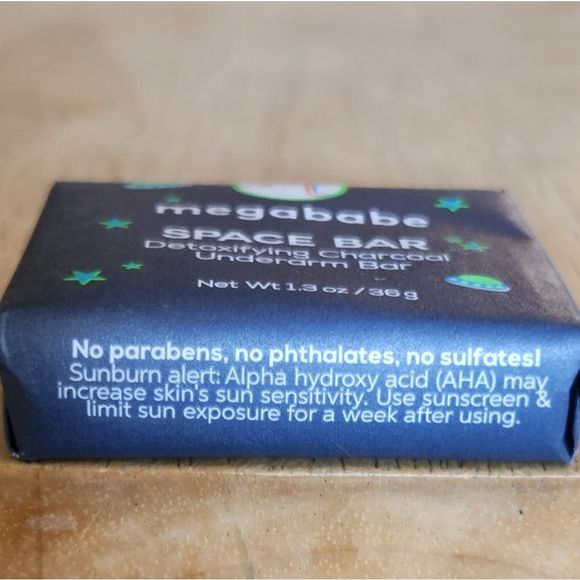 megababe
SPACE BAR
Detoxifying Charcoal
Underarm Bar
Net Wt 1.3 oz / 36 g
No parabens, no phthalates, no sulfates!
Sunburn alert: Alpha hydroxy acid (AHA) may
increase skin's sun sensitivity. Use sunscreen &
limit sun exposure for a week after using.